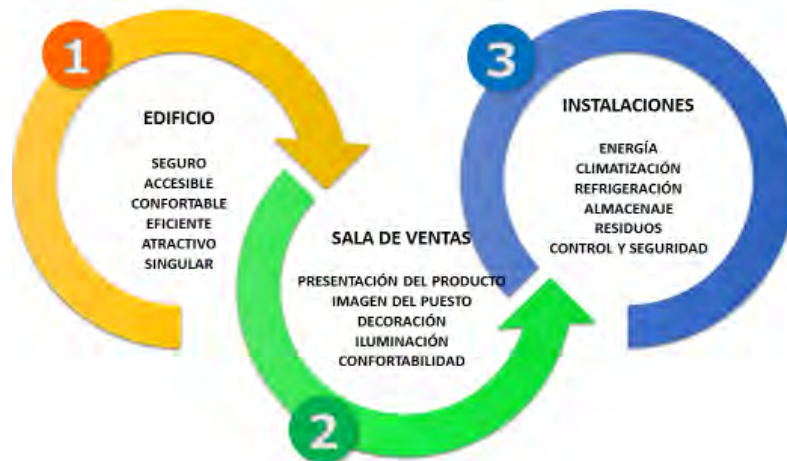 1
EDIFICIO
SEGURO
ACCESIBLE
CONFORTABLE
EFICIENTE
ATRACTIVO
SINGULAR
2
SALA DE VENTAS
PRESENTACIÓN DEL PRODUCTO
IMAGEN DEL PUESTO
DECORACIÓN
ILUMINACIÓN
CONFORTABILIDAD
3
INSTALACIONES
ENERGÍA
CLIMATIZACIÓN
REFRIGERACIÓN
ALMACENAJE
RESIDUOS
CONTROL Y SEGURIDAD